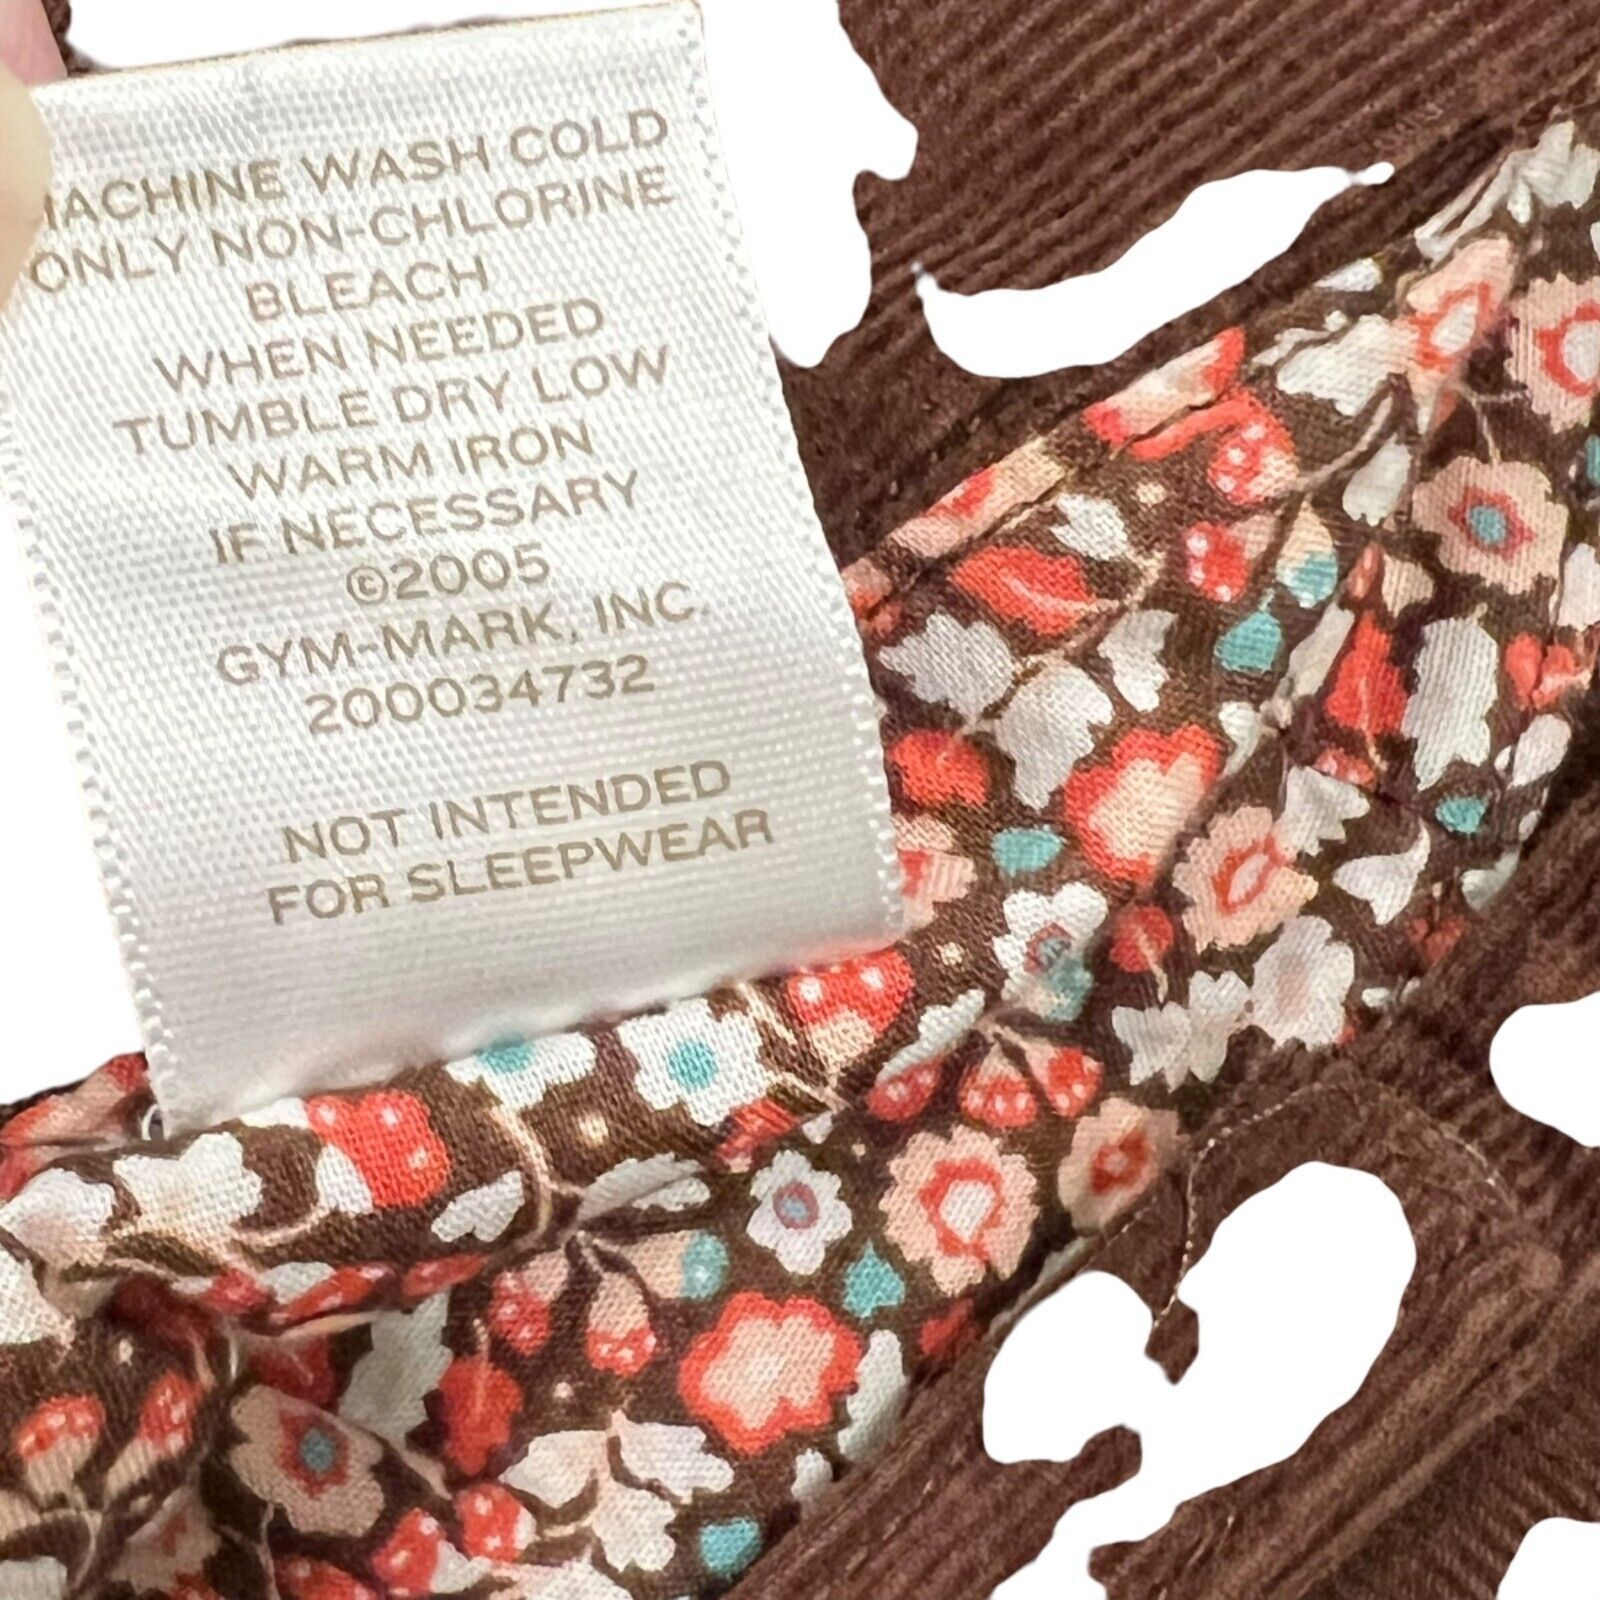 MACHINE WASH COLD
ONLY NON-CHLORINE
BLEACH
WHEN NEEDED
TUMBLE DRY LOW
WARM IRON
IF NECESSARY
©2005
GYM-MARK, INC.
200034732
NOT INTENDED
FOR SLEEPWEAR